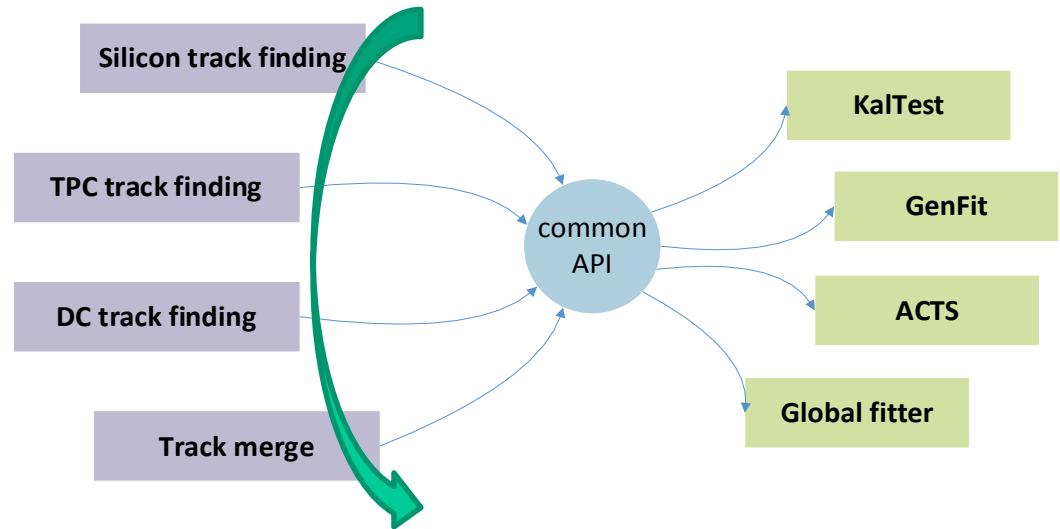 Silicon track finding
TPC track finding
DC track finding
Track merge
common
API
KalTest
GenFit
ACTS
Global fitter